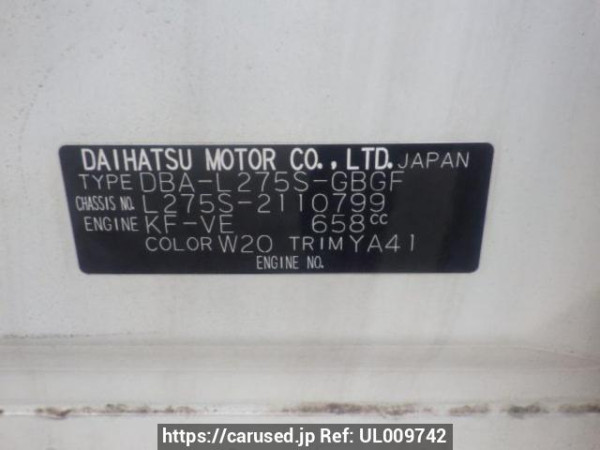 DAIHATSU MOTOR CO.,LTD. JAPAN
TYPE DBA-L275S-GBGF
CHASSIS NO. L275S-2110799
ENGINE KF-VE 658cc
COLOR W20 TRIM YA41
ENGINE NO.
https://carused.jp Ref: UL009742